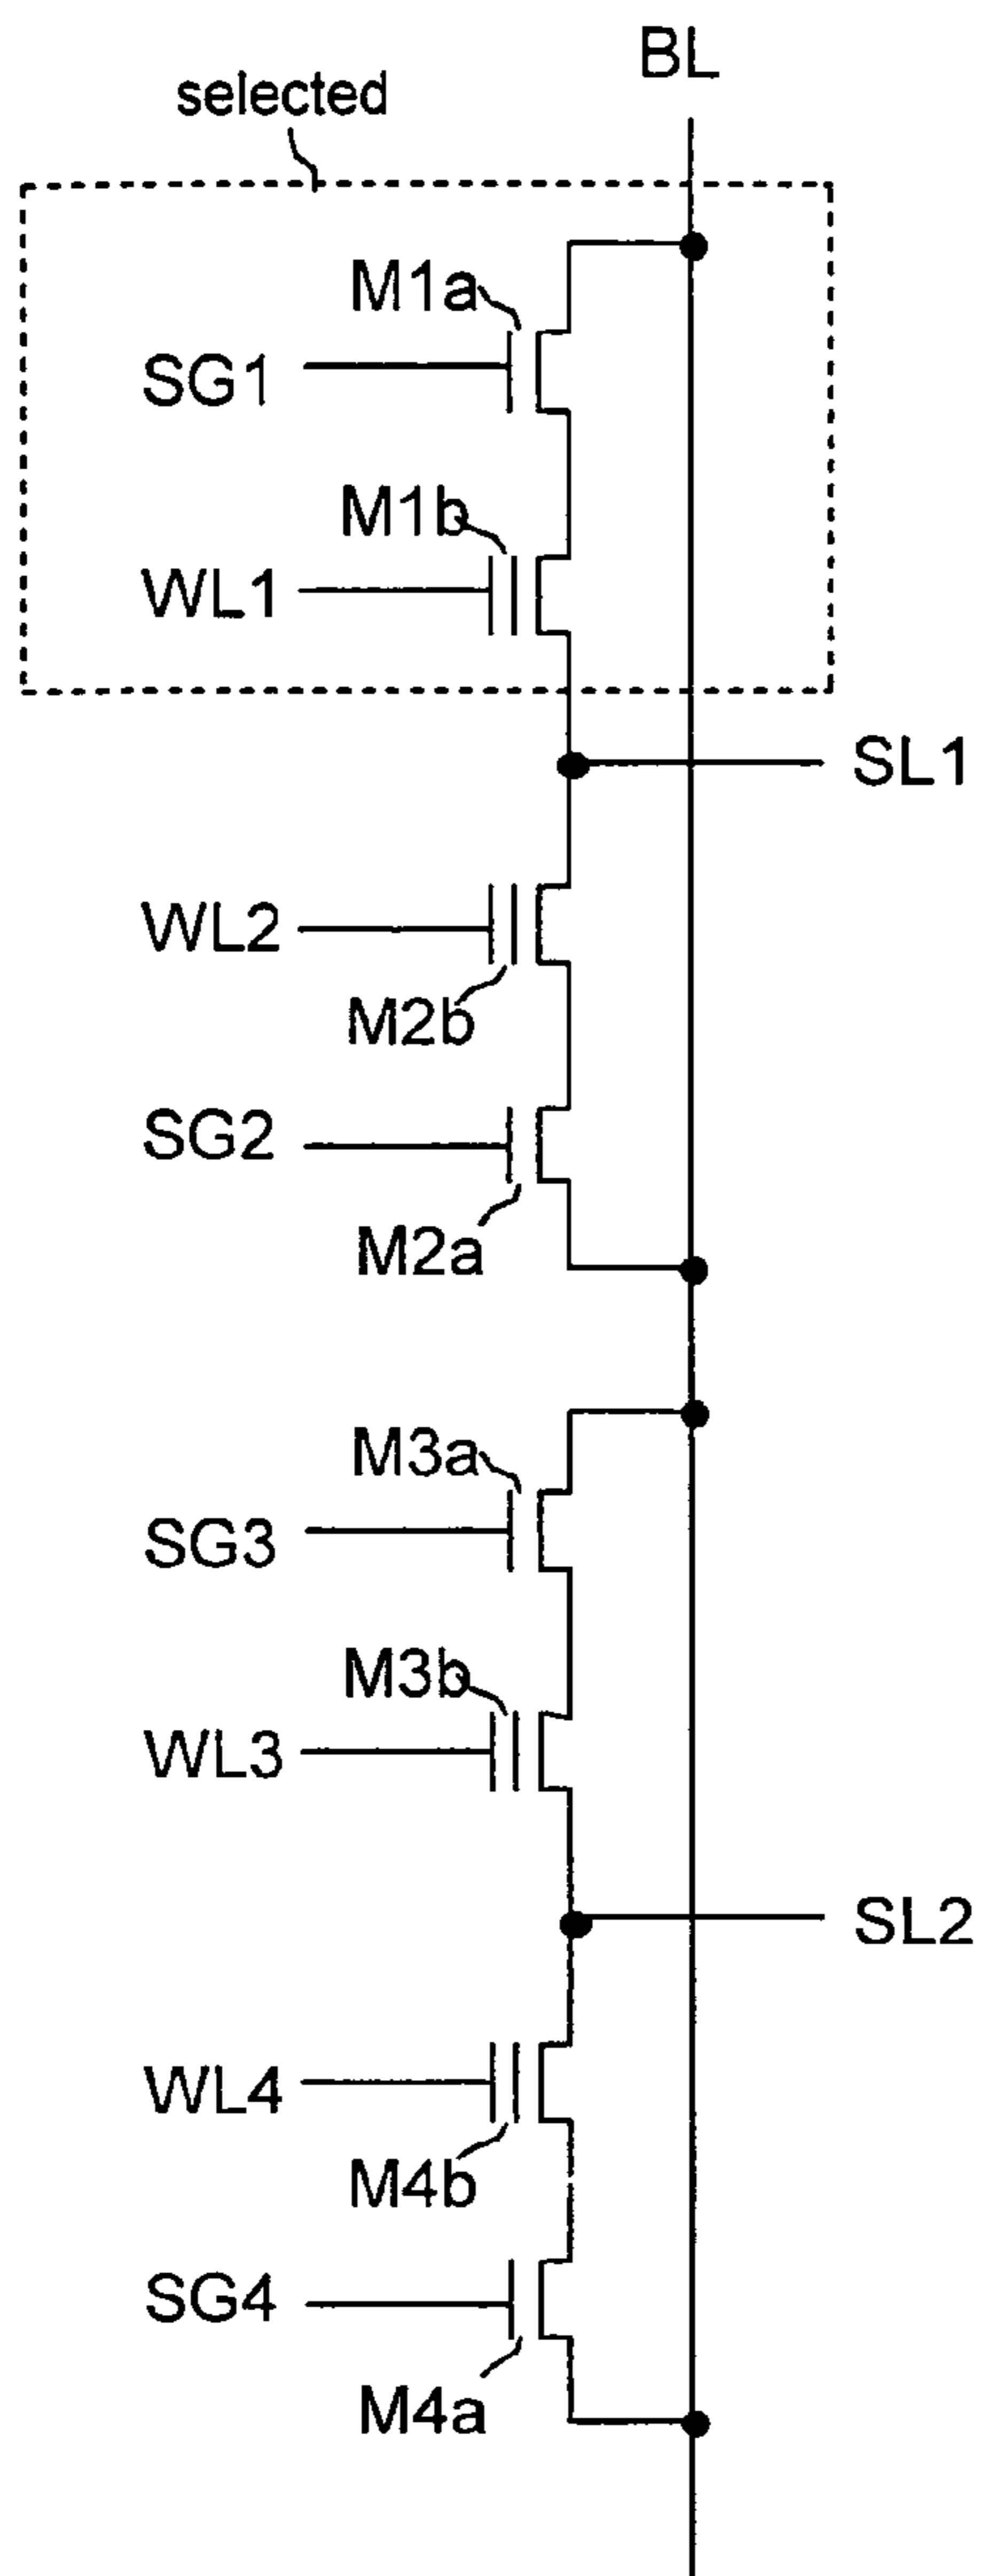 BL
selected
M1a
SG1
M1b
WL1
SL1
WL2
M2b
SG2
M2a
M3a
SG3
M3b
WL3
SL2
WL4
M4b
SG4
M4a